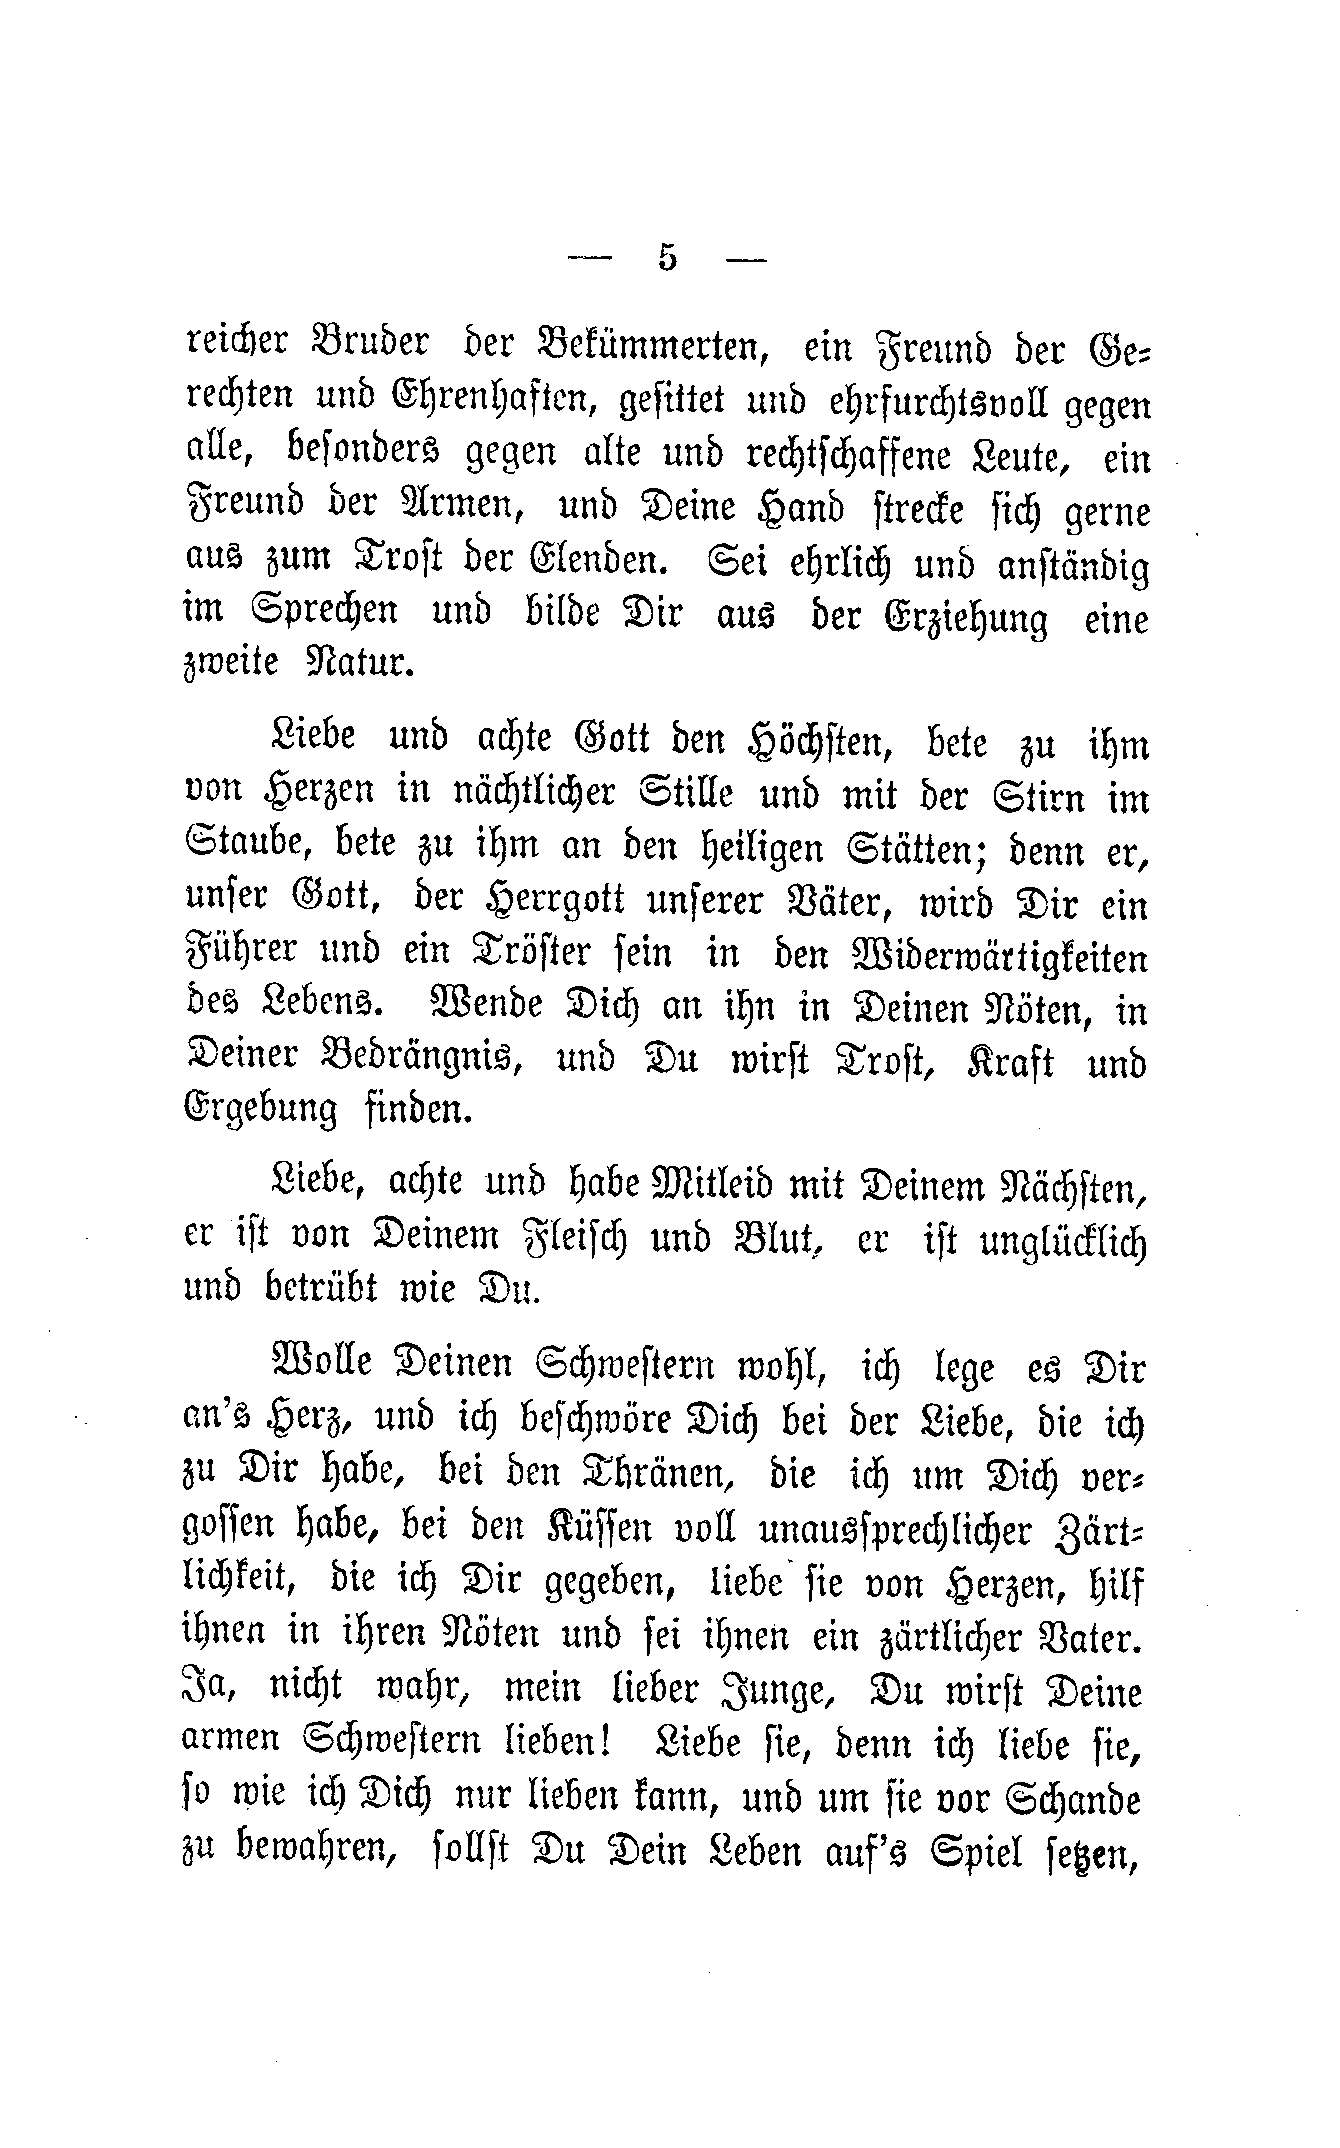 — 5 —
reicher Bruder der Bekümmerten, ein Freund der Ge-
rechten und Ehrenhaften, gesittet und ehrfurchtsvoll gegen
alle, besonders gegen alte und rechtschaffene Leute, ein
Freund der Armen, und Deine Hand strecke sich gerne
aus zum Trost der Elenden. Sei ehrlich und anständig
im Sprechen und bilde Dir aus der Erziehung eine
zweite Natur.
Liebe und achte Gott den Höchsten, bete zu ihm
von Herzen in nächtlicher Stille und mit der Stirn im
Staube, bete zu ihm an den heiligen Stätten; denn er,
unser Gott, der Herrgott unserer Väter, wird Dir ein
Führer und ein Tröster sein in den Widerwärtigkeiten
des Lebens. Wende Dich an ihn in Deinen Nöten, in
Deiner Bedrängnis, und Du wirst Trost, Kraft und
Ergebung finden.
Liebe, achte und habe Mitleid mit Deinem Nächsten,
er ist von Deinem Fleisch und Blut, er ist unglücklich
und betrübt wie Du.
Wolle Deinen Schwestern wohl, ich lege es Dir
an's Herz, und ich beschwöre Dich bei der Liebe, die ich
zu Dir habe, bei den Thränen, die ich um Dich ver-
gossen habe, bei den Küssen voll unaussprechlicher Zärt-
lichkeit, die ich Dir gegeben, liebe sie von Herzen, hilf
ihnen in ihren Nöten und sei ihnen ein zärtlicher Vater.
Ja, nicht wahr, mein lieber Junge, Du wirst Deine
armen Schwestern lieben! Liebe sie, denn ich liebe sie,
so wie ich Dich nur lieben kann, und um sie vor Schande
zu bewahren, sollst Du Dein Leben auf's Spiel setzen,